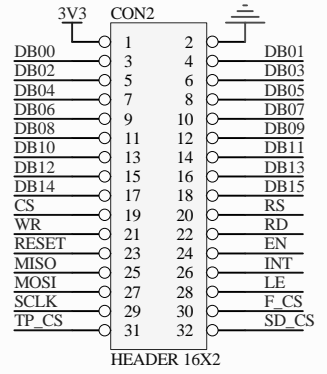 3V3 CON2
1 2
DB00 3 4 DB01
DB02 5 6 DB03
DB04 7 8 DB05
DB06 9 10 DB07
DB08 11 12 DB09
DB10 13 14 DB11
DB12 15 16 DB13
DB14 17 18 DB15
CS 19 20 RS
WR 21 22 RD
RESET 23 24 EN
MISO 25 26 INT
MOSI 27 28 LE
SCLK 29 30 F_CS
TP_CS 31 32 SD_CS
HEADER 16X2